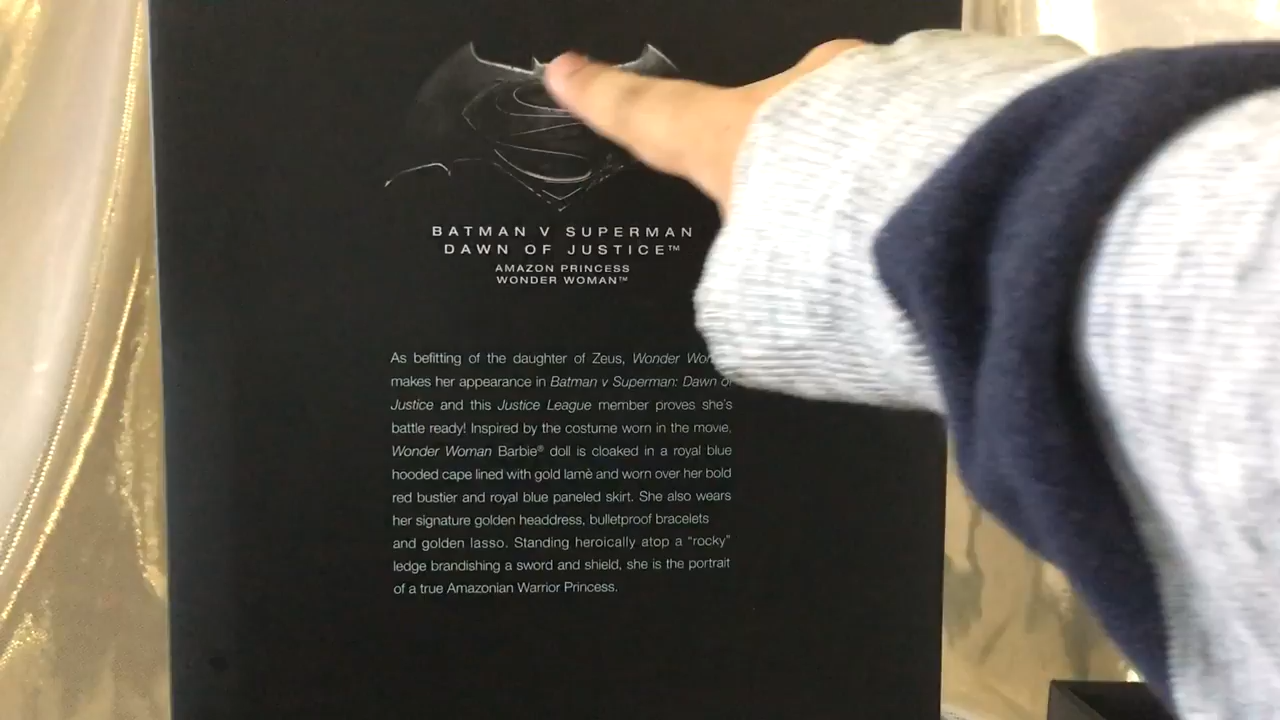 BATMAN V SUPERMAN
DAWN OF JUSTICE™
AMAZON PRINCESS
WONDER WOMAN™
As befitting of the daughter of Zeus, Wonder
makes her appearance in Batman v Superman: Dawn of
Justice and this Justice League member proves she's
battle ready! Inspired by the costume worn in the movie,
Wonder Woman Barbie® doll is cloaked in a royal blue
hooded cape lined with gold lamè and worn over her bold
red bustier and royal blue paneled skirt. She also wears
her signature golden headdress, bulletproof bracelets
and golden lasso. Standing heroically atop a “rocky”
ledge brandishing a sword and shield, she is the portrait
of a true Amazonian Warrior Princess.